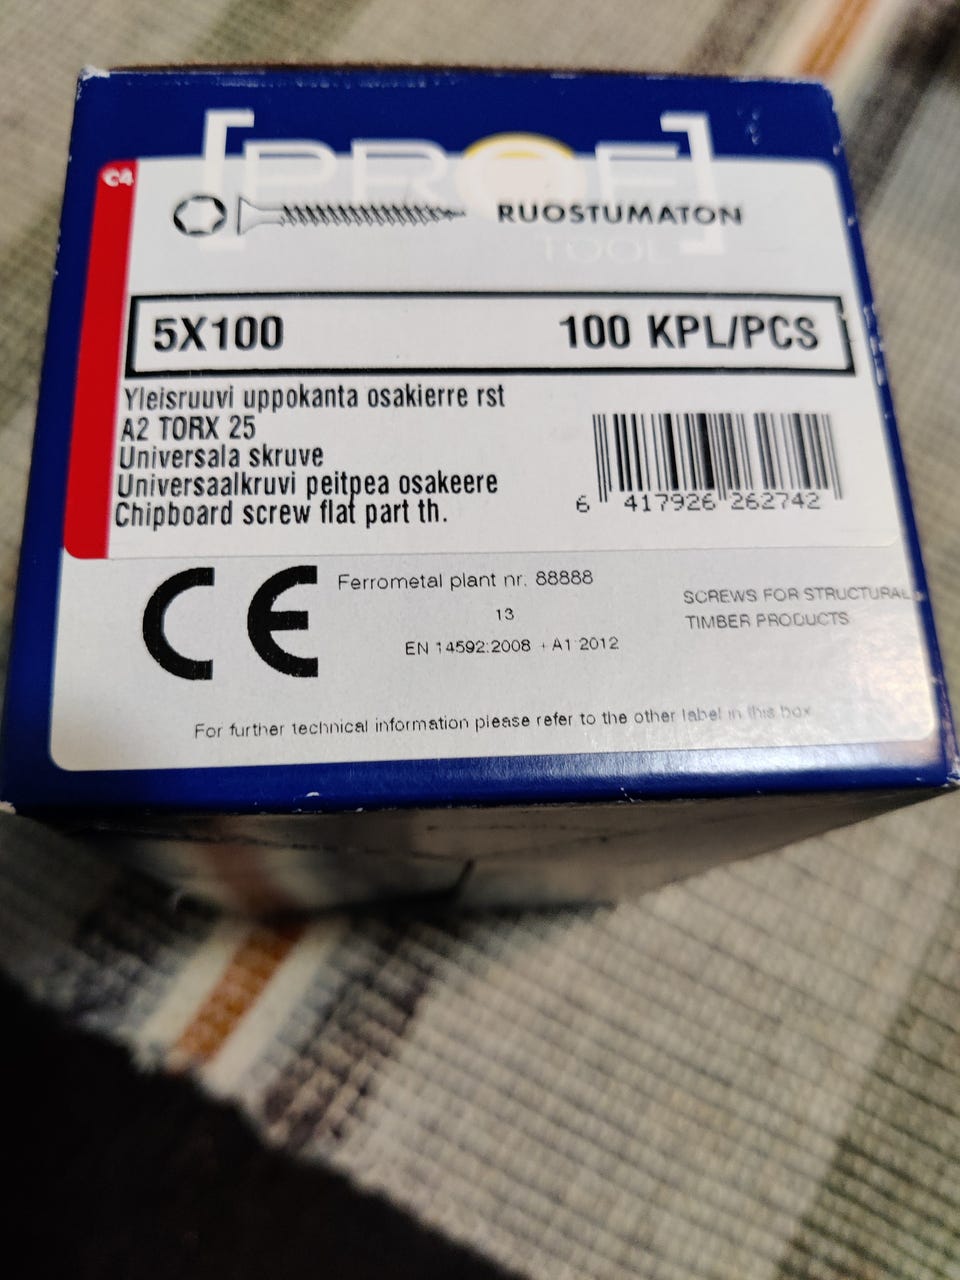 [PROF]
TOOL
C4
RUOSTUMATON
5X100 100 KPL/PCS
Yleisruuvi uppokanta osakierre rst
A2 TORX 25
Universala skruve
Universaalkruvi peitpea osakeere
Chipboard screw flat part th.
6 417926 262742
CE
Ferrometal plant nr. 88888
13
EN 14592:2008 + A1 2012
SCREWS FOR STRUCTURAL
TIMBER PRODUCTS
For further technical information please refer to the other label in this box